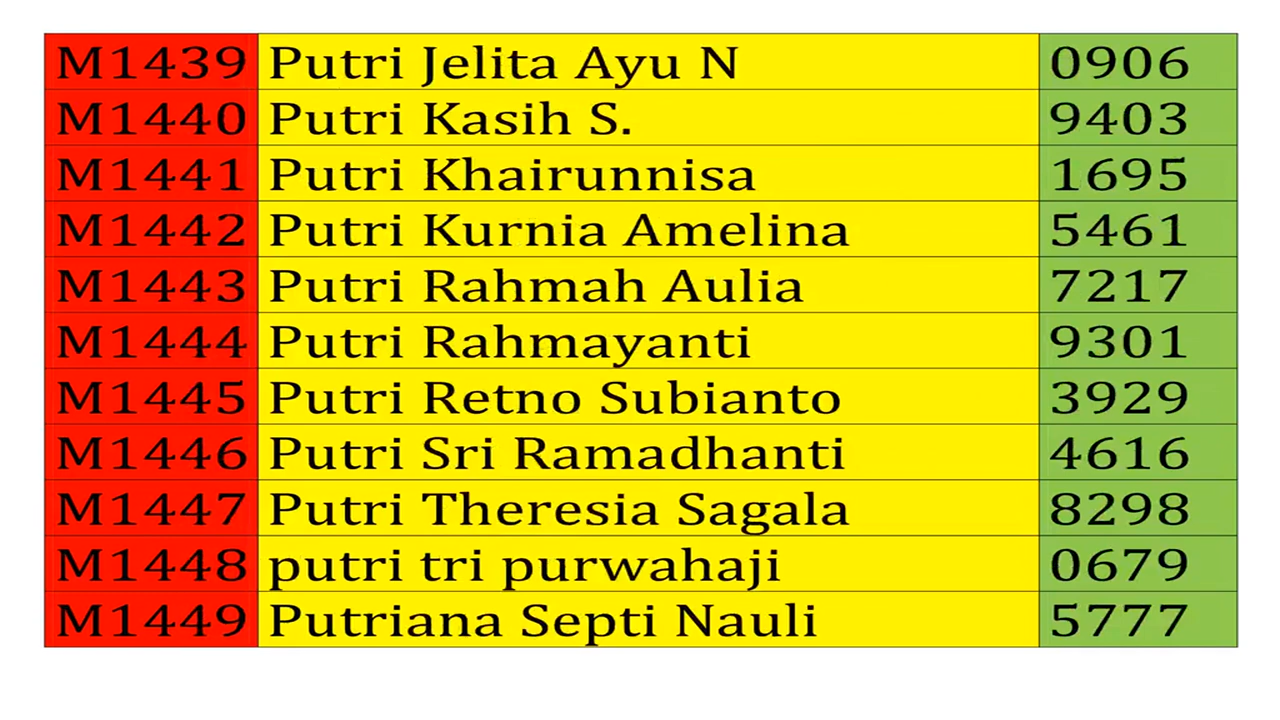 M1439 Putri Jelita Ayu N 0906
M1440 Putri Kasih S. 9403
M1441 Putri Khairunnisa 1695
M1442 Putri Kurnia Amelina 5461
M1443 Putri Rahmah Aulia 7217
M1444 Putri Rahmayanti 9301
M1445 Putri Retno Subianto 3929
M1446 Putri Sri Ramadhanti 4616
M1447 Putri Theresia Sagala 8298
M1448 putri tri purwahaji 0679
M1449 Putriana Septi Nauli 5777